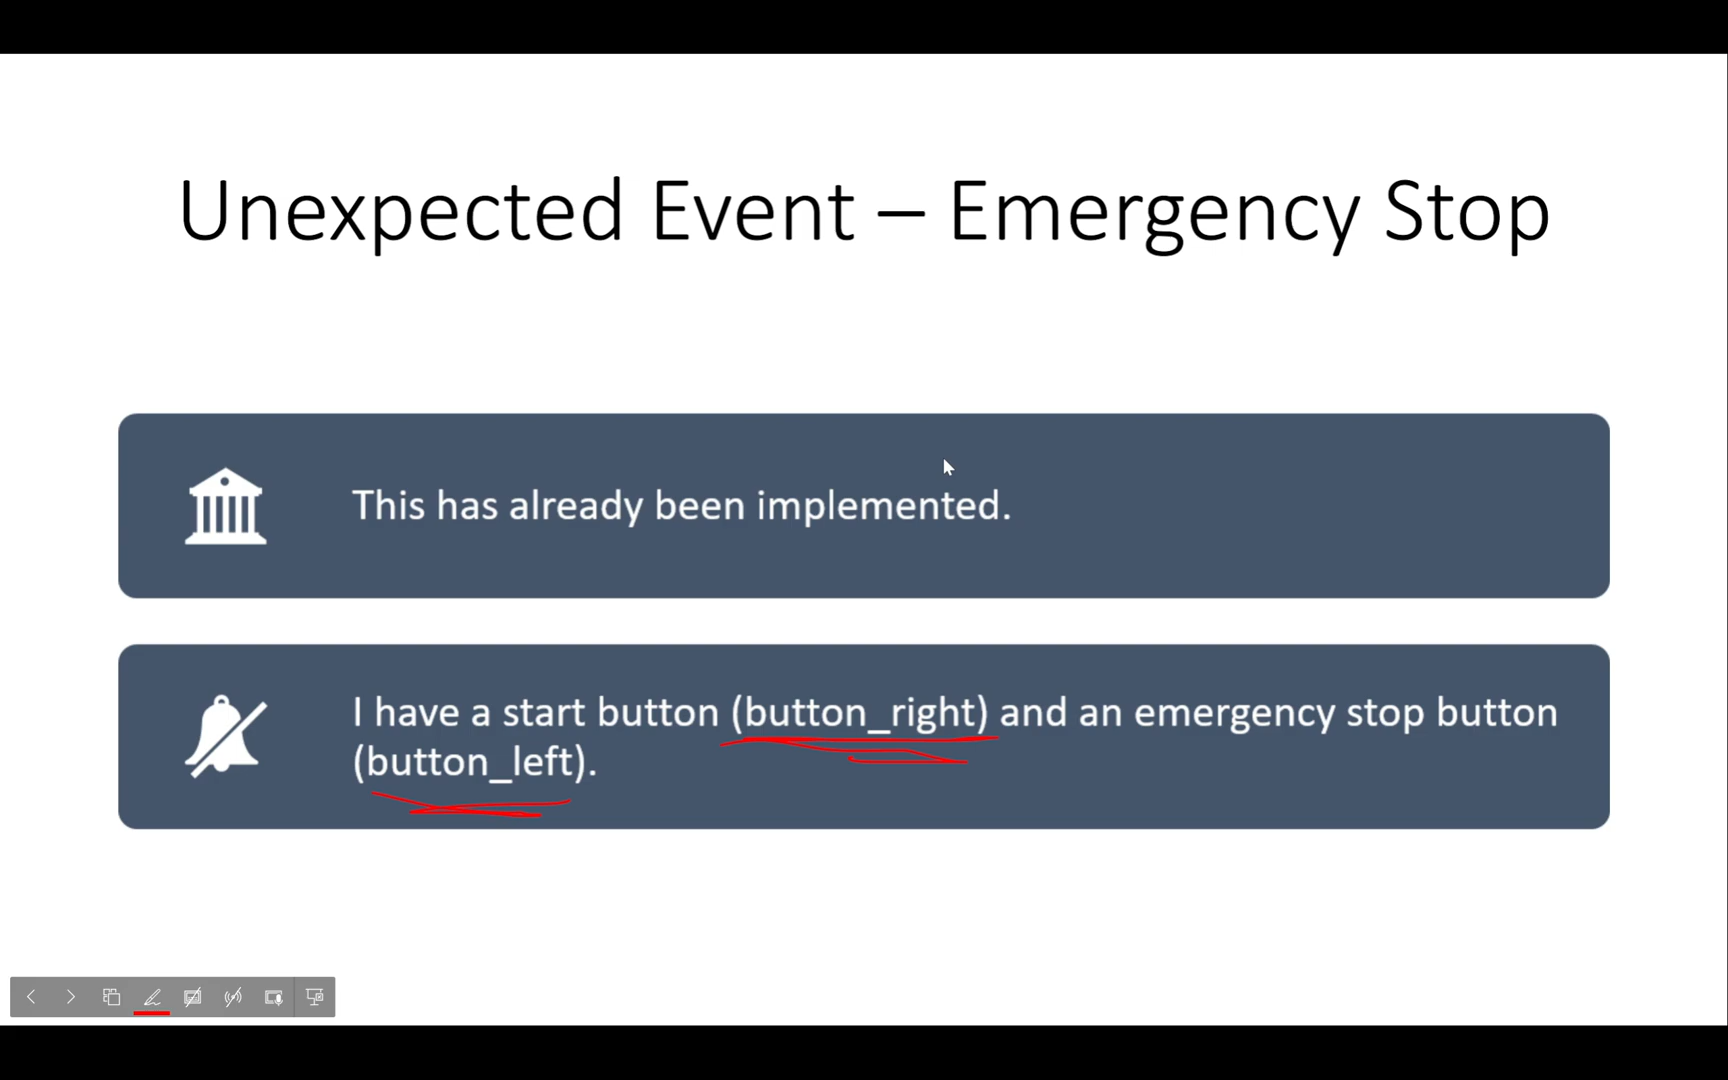 Unexpected Event – Emergency Stop
This has already been implemented.
I have a start button (button_right) and an emergency stop button
(button_left).